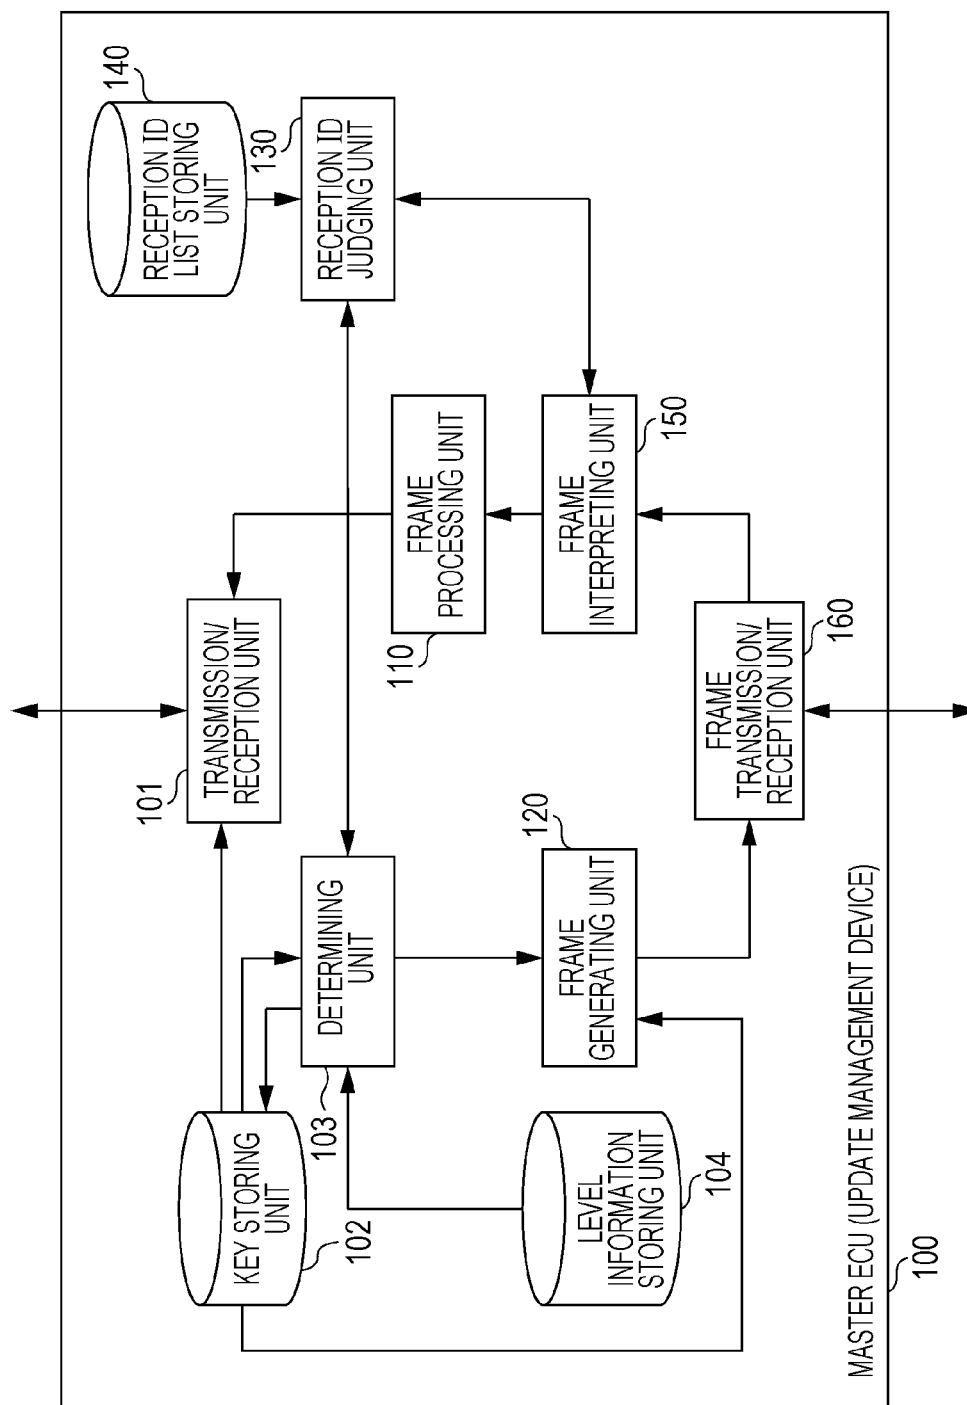 MASTER ECU (UPDATE MANAGEMENT DEVICE)
100
KEY STORING
UNIT
102
TRANSMISSION/
RECEPTION UNIT
101
RECEPTION ID
LIST STORING
UNIT
140
DETERMINING
UNIT
103
RECEPTION ID
JUDGING UNIT
130
FRAME
PROCESSING UNIT
110
LEVEL
INFORMATION
STORING UNIT
104
FRAME
GENERATING UNIT
120
FRAME
INTERPRETING UNIT
150
FRAME
TRANSMISSION/
RECEPTION UNIT
160